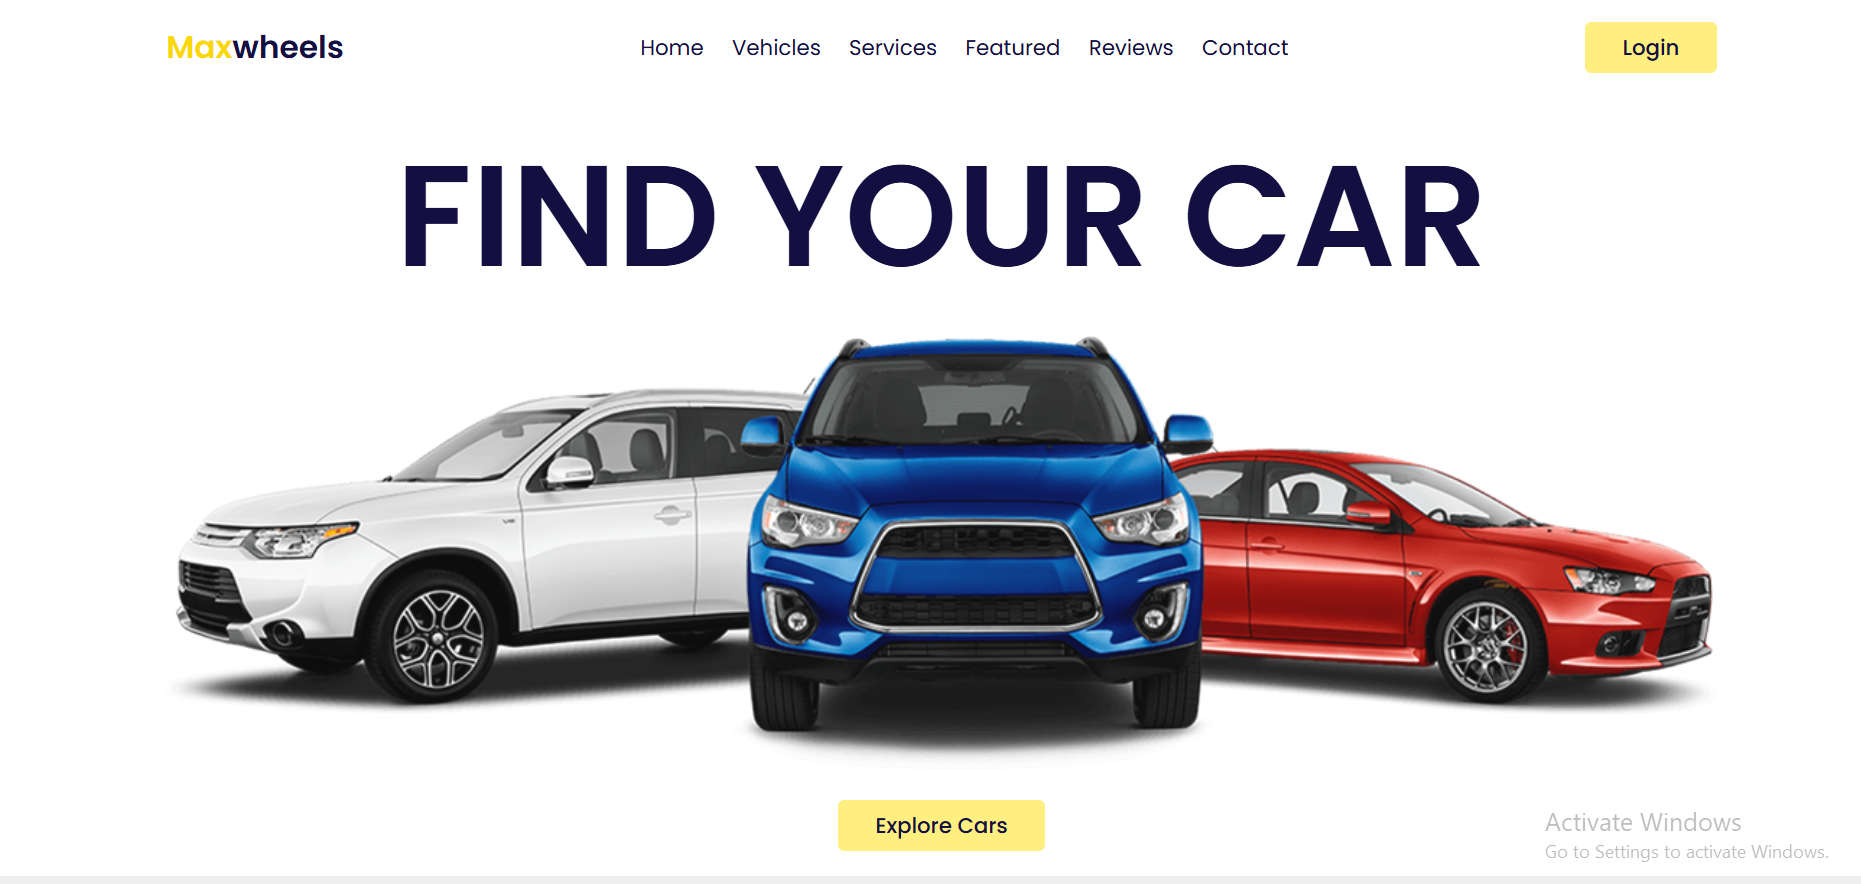 Maxwheels
Home Vehicles Services Featured Reviews Contact
Login
FIND YOUR CAR
Explore Cars
Activate Windows
Go to Settings to activate Windows.